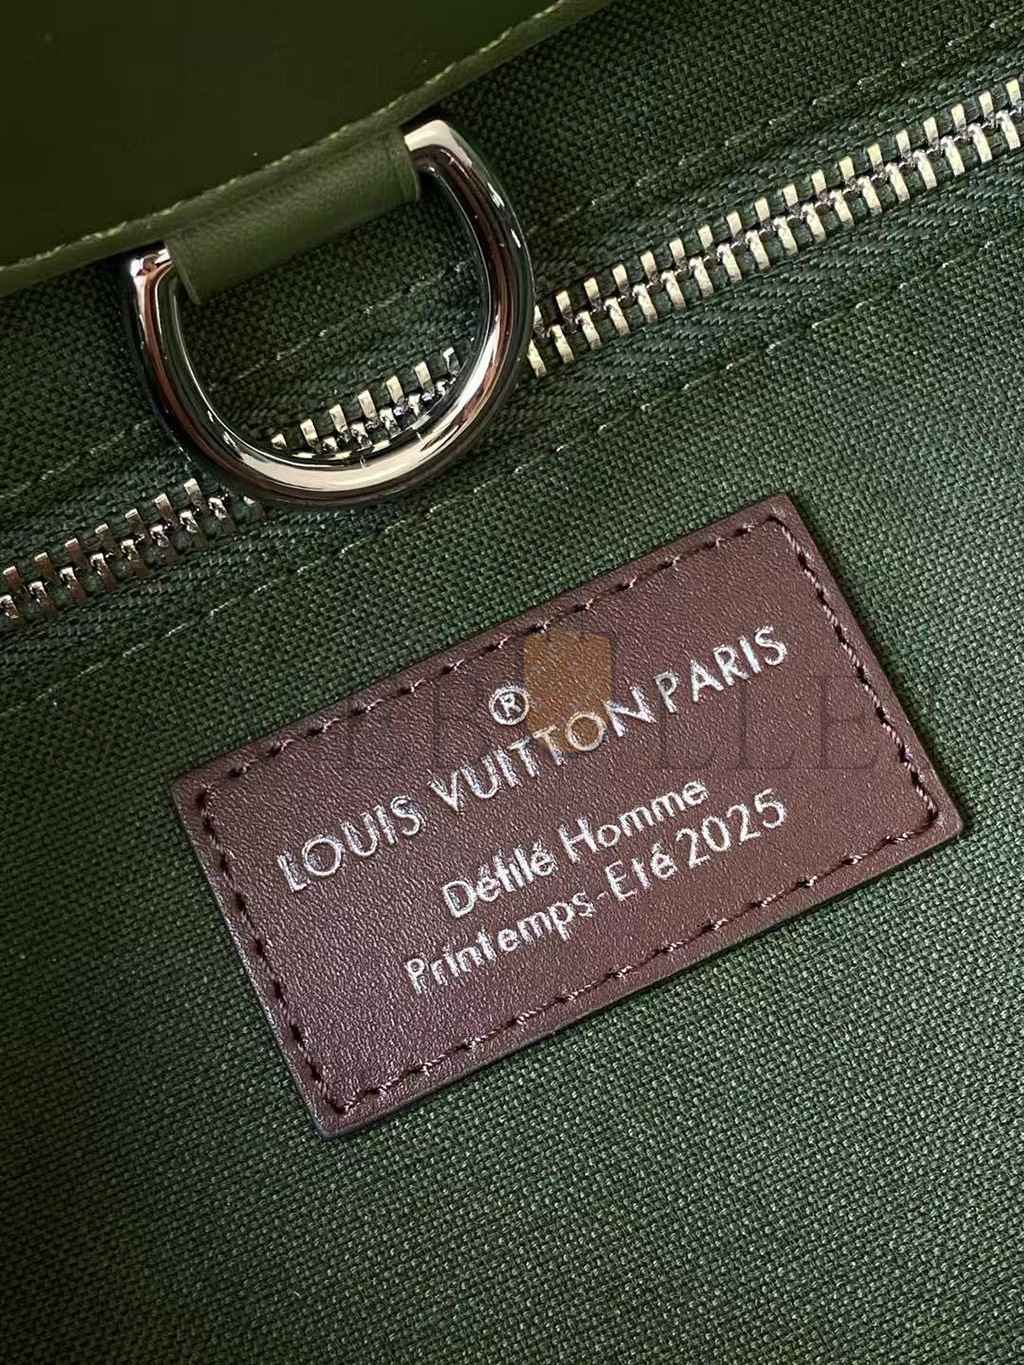 ®
LOUIS VUITTON PARIS
Défilé Homme
Printemps-Eté 2025